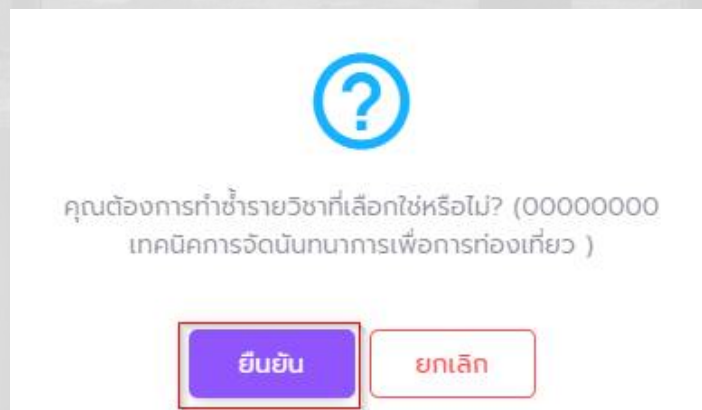 ?
คุณต้องการทำซ้ำรายวิชาที่เลือกใช่หรือไม่? (00000000
เทคนิคการจัดนันทนาการเพื่อการท่องเที่ยว )
ยืนยัน ยกเลิก